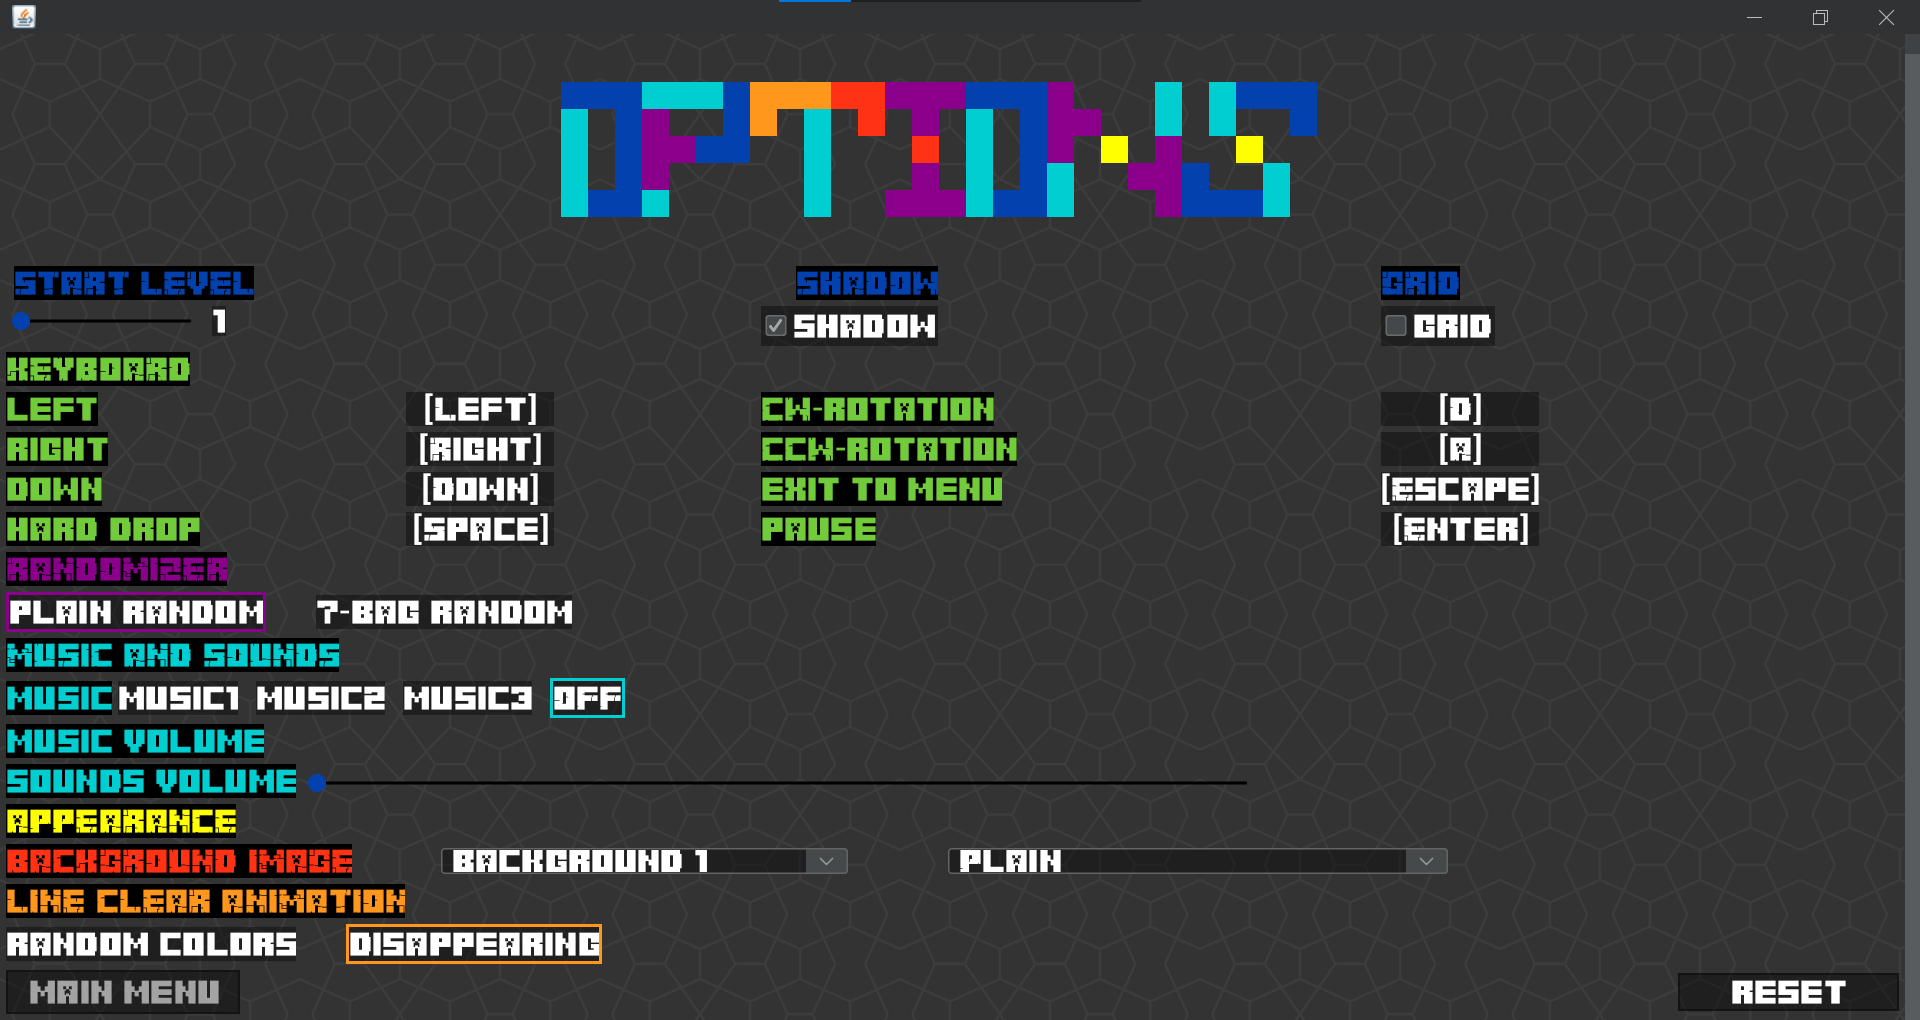 OPTIONS
START LEVEL SHADOW GRID
1 SHADOW GRID
KEYBOARD
LEFT [LEFT] CW-ROTATION [D]
RIGHT [RIGHT] CCW-ROTATION [A]
DOWN [DOWN] EXIT TO MENU [ESCAPE]
HARD DROP [SPACE] PAUSE [ENTER]
RANDOMIZER
PLAIN RANDOM 7-BAG RANDOM
MUSIC AND SOUNDS
MUSIC MUSIC1 MUSIC2 MUSIC3 OFF
MUSIC VOLUME
SOUNDS VOLUME
APPEARANCE
BACKGROUND IMAGE BACKGROUND 1 PLAIN
LINE CLEAR ANIMATION
RANDOM COLORS DISAPPEARING
MAIN MENU RESET